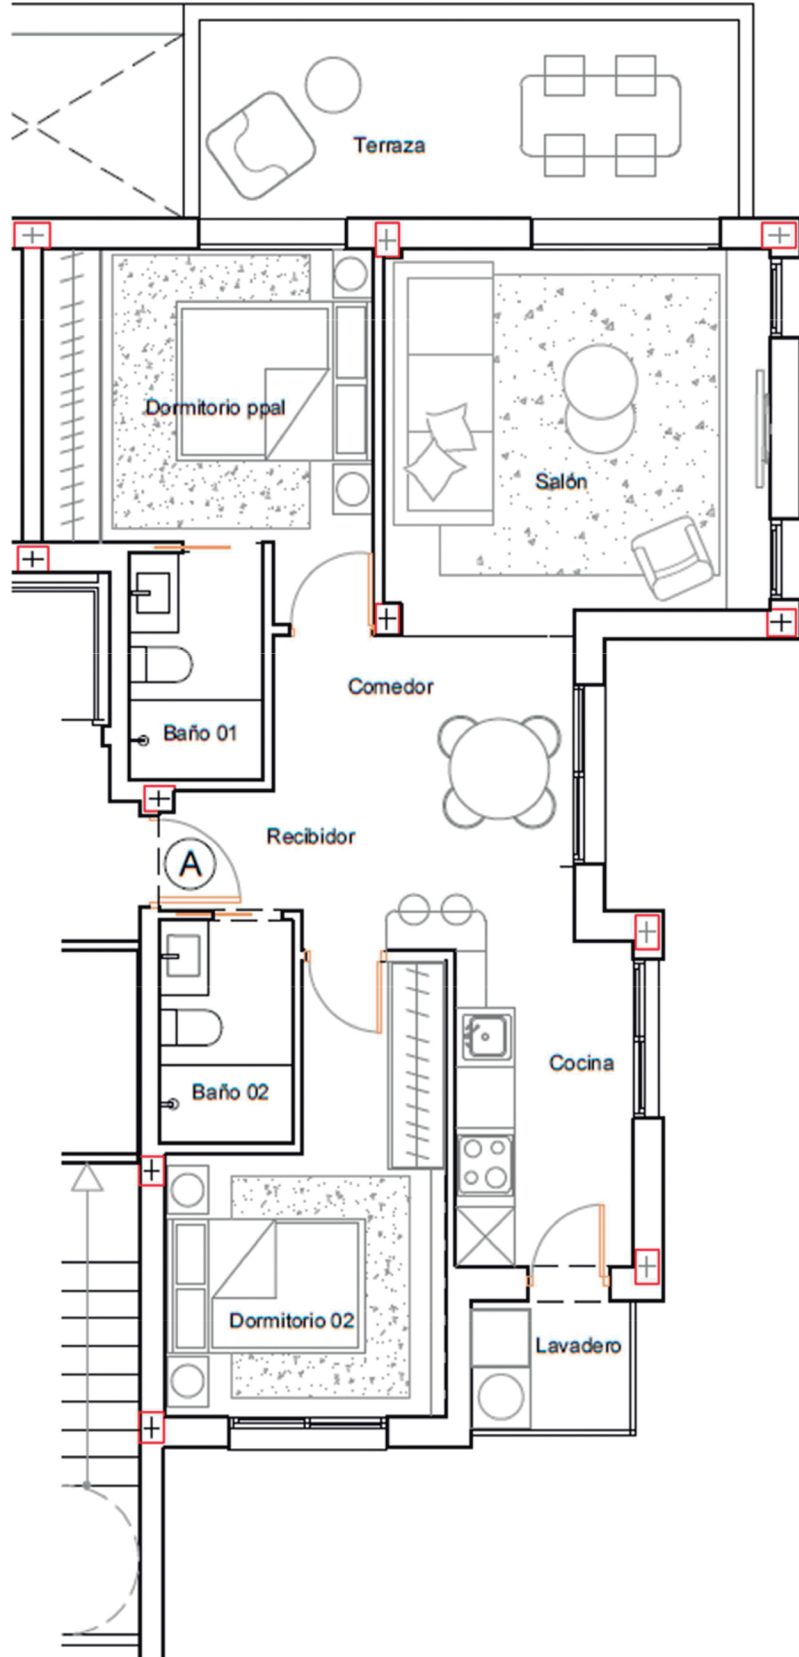 Terraza
Dormitorio ppal
Salón
Comedor
Baño 01
Recibidor
A
Cocina
Baño 02
Dormitorio 02
Lavadero